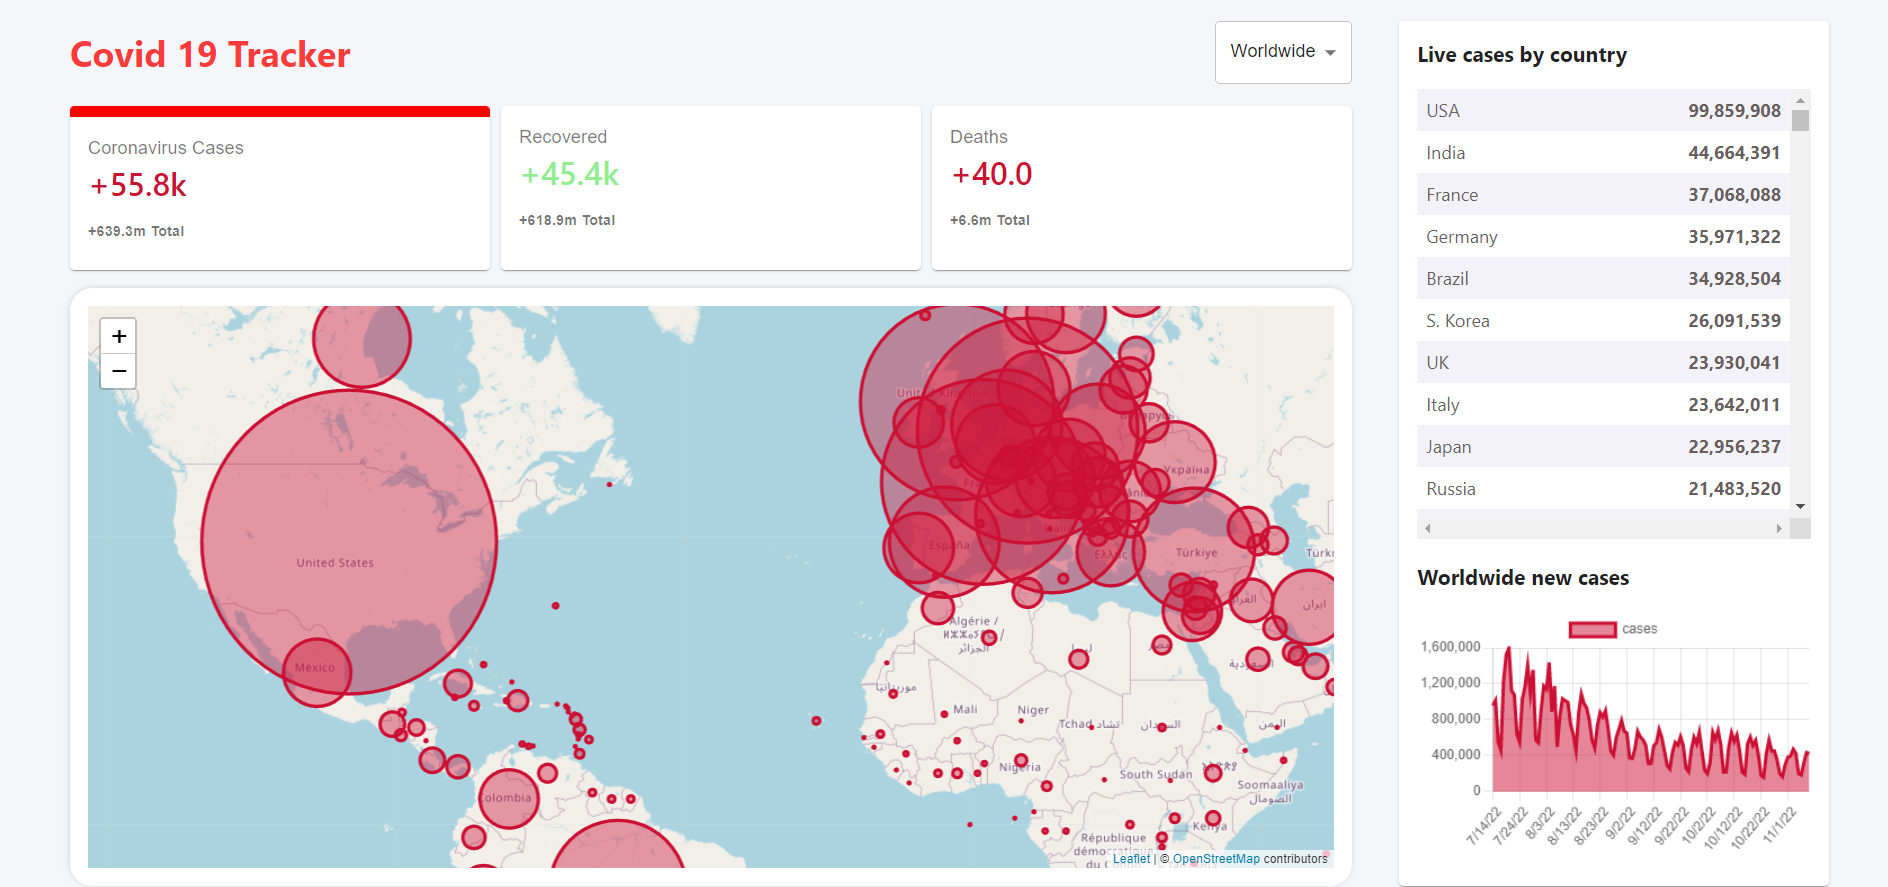 Covid 19 Tracker
Worldwide
Coronavirus Cases
+55.8k
+639.3m Total
Recovered
+45.4k
+618.9m Total
Deaths
+40.0
+6.6m Total
+
−
United States
México
Colombia
United Kingdom
Україна
España
Ελλάς
Türkiye
ایران
Algérie /
الجزائر
ليبيا
مصر
السعودية
موريتانيا
Mali
Niger
Tchad تشاد
السودان
اليمن
Nigeria
South Sudan
Soomaaliya
الصومال
Kenya
République
Leaflet | © OpenStreetMap contributors
Live cases by country
USA 99,859,908
India 44,664,391
France 37,068,088
Germany 35,971,322
Brazil 34,928,504
S. Korea 26,091,539
UK 23,930,041
Italy 23,642,011
Japan 22,956,237
Russia 21,483,520
Worldwide new cases
cases
1,600,000
1,200,000
800,000
400,000
0
7/14/22
7/24/22
8/3/22
8/13/22
8/23/22
9/2/22
9/12/22
9/22/22
10/2/22
10/12/22
10/22/22
11/1/22